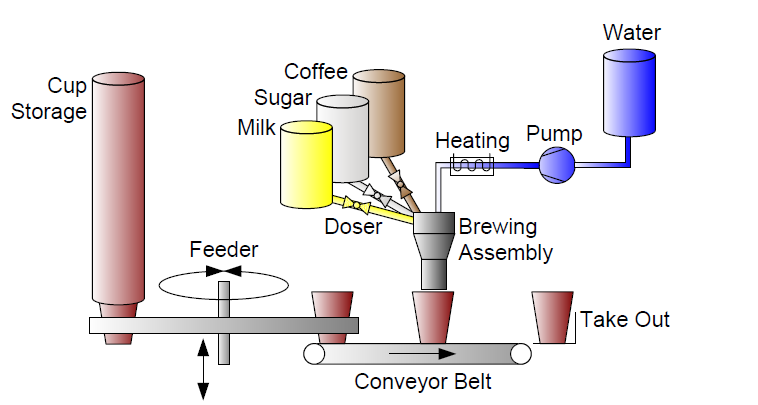 Water
Coffee
Cup
Storage
Sugar
Milk
Heating
Pump
Doser
Brewing
Assembly
Feeder
Take Out
Conveyor Belt